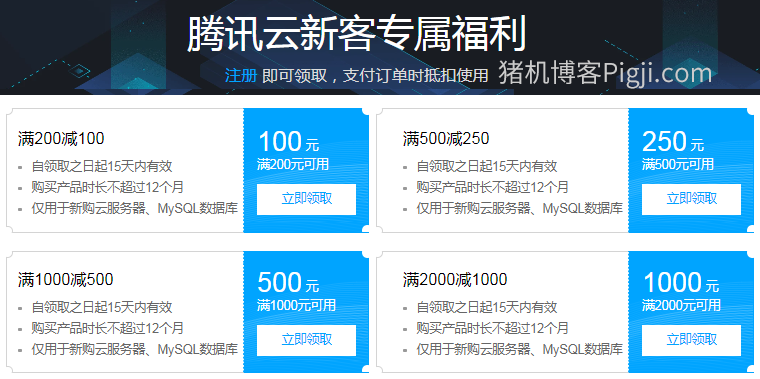 腾讯云新客专属福利
注册 即可领取，支付订单时抵扣使用 猪机博客Pigji.com
满200减100
自领取之日起15天内有效
购买产品时长不超过12个月
仅用于新购云服务器、MySQL数据库
100 元
满200元可用
立即领取
满500减250
自领取之日起15天内有效
购买产品时长不超过12个月
仅用于新购云服务器、MySQL数据库
250 元
满500元可用
立即领取
满1000减500
自领取之日起15天内有效
购买产品时长不超过12个月
仅用于新购云服务器、MySQL数据库
500 元
满1000元可用
立即领取
满2000减1000
自领取之日起15天内有效
购买产品时长不超过12个月
仅用于新购云服务器、MySQL数据库
1000 元
满2000元可用
立即领取